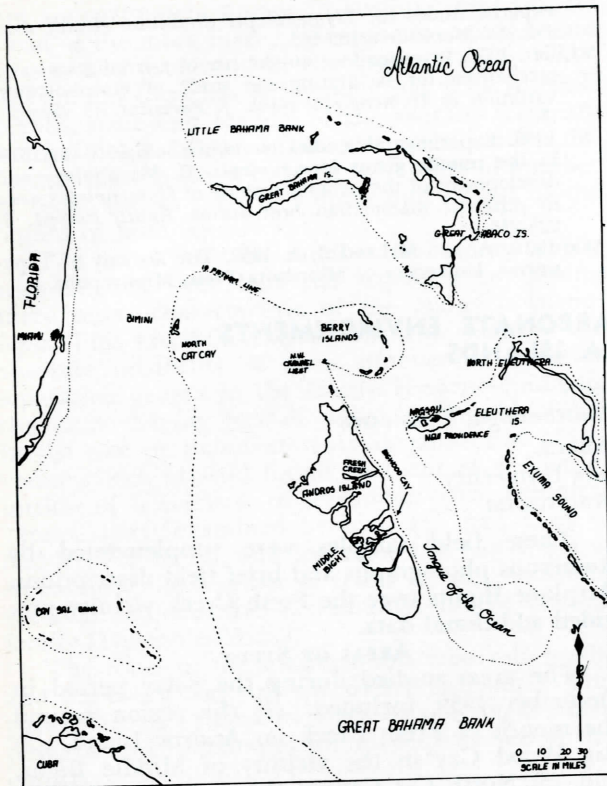 Atlantic Ocean
LITTLE BAHAMA BANK
GREAT BAHAMA IS.
GREAT ABACO IS.
FLORIDA
MIAMI
BIMINI
NORTH
CAT CAY
BERRY
ISLANDS
N.W.
CHANNEL
LIGHT
NORTH ELEUTHERA
NASSAU
ELEUTHERA
IS.
NEW PROVIDENCE
EXUMA SOUND
FRESH
CREEK
ANDROS ISLAND
MIDDLE
BIGHT
Tongue of the Ocean
CAY SAL BANK
GREAT BAHAMA BANK
CUBA
N
0 10 20 30
SCALE IN MILES